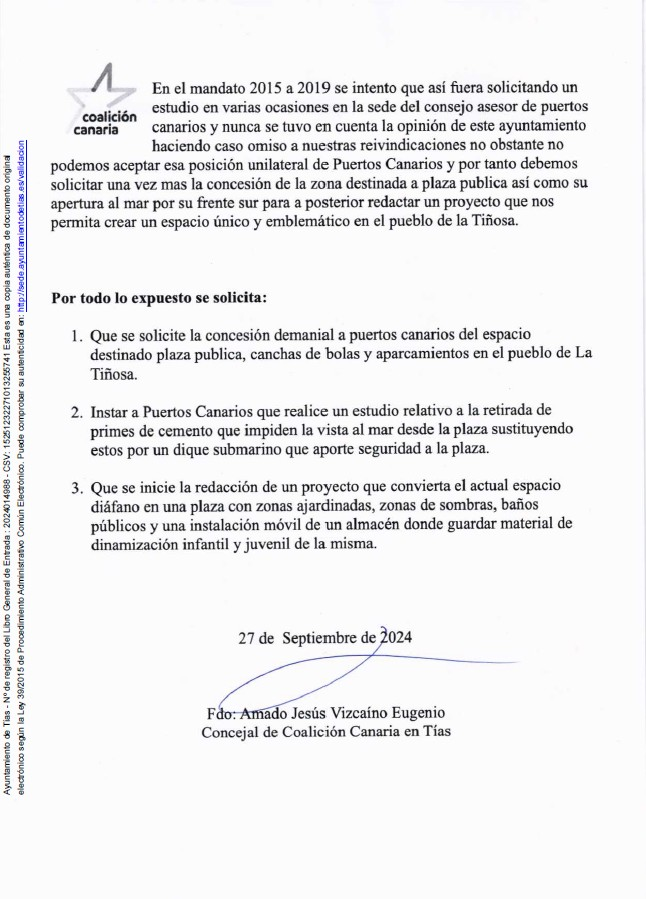 coalición
canaria
En el mandato 2015 a 2019 se intento que así fuera solicitando un
estudio en varias ocasiones en la sede del consejo asesor de puertos
canarios y nunca se tuvo en cuenta la opinión de este ayuntamiento
haciendo caso omiso a nuestras reivindicaciones no obstante no
podemos aceptar esa posición unilateral de Puertos Canarios y por tanto debemos
solicitar una vez mas la concesión de la zona destinada a plaza publica así como su
apertura al mar por su frente sur para a posterior redactar un proyecto que nos
permita crear un espacio único y emblemático en el pueblo de la Tiñosa.
Por todo lo expuesto se solicita:
1. Que se solicite la concesión demanial a puertos canarios del espacio
destinado plaza publica, canchas de bolas y aparcamientos en el pueblo de La
Tiñosa.
2. Instar a Puertos Canarios que realice un estudio relativo a la retirada de
primes de cemento que impiden la vista al mar desde la plaza sustituyendo
estos por un dique submarino que aporte seguridad a la plaza.
3. Que se inicie la redacción de un proyecto que convierta el actual espacio
diáfano en una plaza con zonas ajardinadas, zonas de sombras, baños
públicos y una instalación móvil de un almacén donde guardar material de
dinamización infantil y juvenil de la misma.
27 de Septiembre de 2024
Fdo: Amado Jesús Vizcaíno Eugenio
Concejal de Coalición Canaria en Tías
Ayuntamiento de Tías - Nº de registro del Libro General de Entrada : 2024014988 - CSV: 15251232271013255741 Esta es una copia auténtica de documento original
electrónico según la Ley 39/2015 de Procedimiento Administrativo Común Electrónico. Puede comprobar su autenticidad en: http://sede.ayuntamientodetias.es/validacion